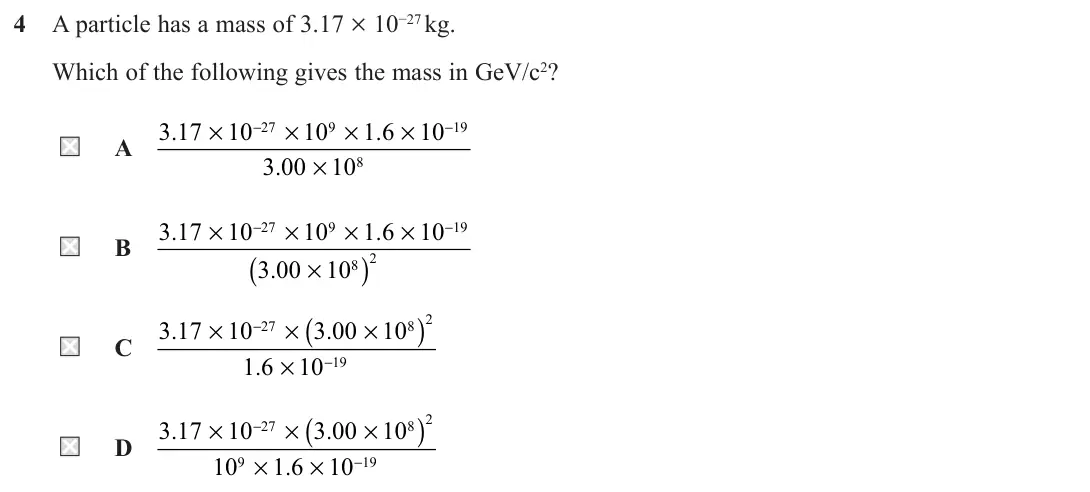 4 A particle has a mass of 3.17 × 10⁻²⁷ kg.
Which of the following gives the mass in GeV/c²?
A 3.17 × 10⁻²⁷ × 10⁹ × 1.6 × 10⁻¹⁹
3.00 × 10⁸
B 3.17 × 10⁻²⁷ × 10⁹ × 1.6 × 10⁻¹⁹
(3.00 × 10⁸)²
C 3.17 × 10⁻²⁷ × (3.00 × 10⁸)²
1.6 × 10⁻¹⁹
D 3.17 × 10⁻²⁷ × (3.00 × 10⁸)²
10⁹ × 1.6 × 10⁻¹⁹